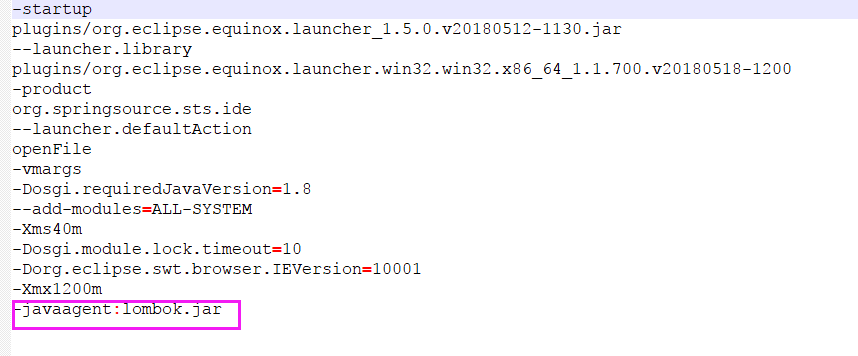 -startup
plugins/org.eclipse.equinox.launcher_1.5.0.v20180512-1130.jar
--launcher.library
plugins/org.eclipse.equinox.launcher.win32.win32.x86_64_1.1.700.v20180518-1200
-product
org.springsource.sts.ide
--launcher.defaultAction
openFile
-vmargs
-Dosgi.requiredJavaVersion=1.8
--add-modules=ALL-SYSTEM
-Xms40m
-Dosgi.module.lock.timeout=10
-Dorg.eclipse.swt.browser.IEVersion=10001
-Xmx1200m
-javaagent:lombok.jar